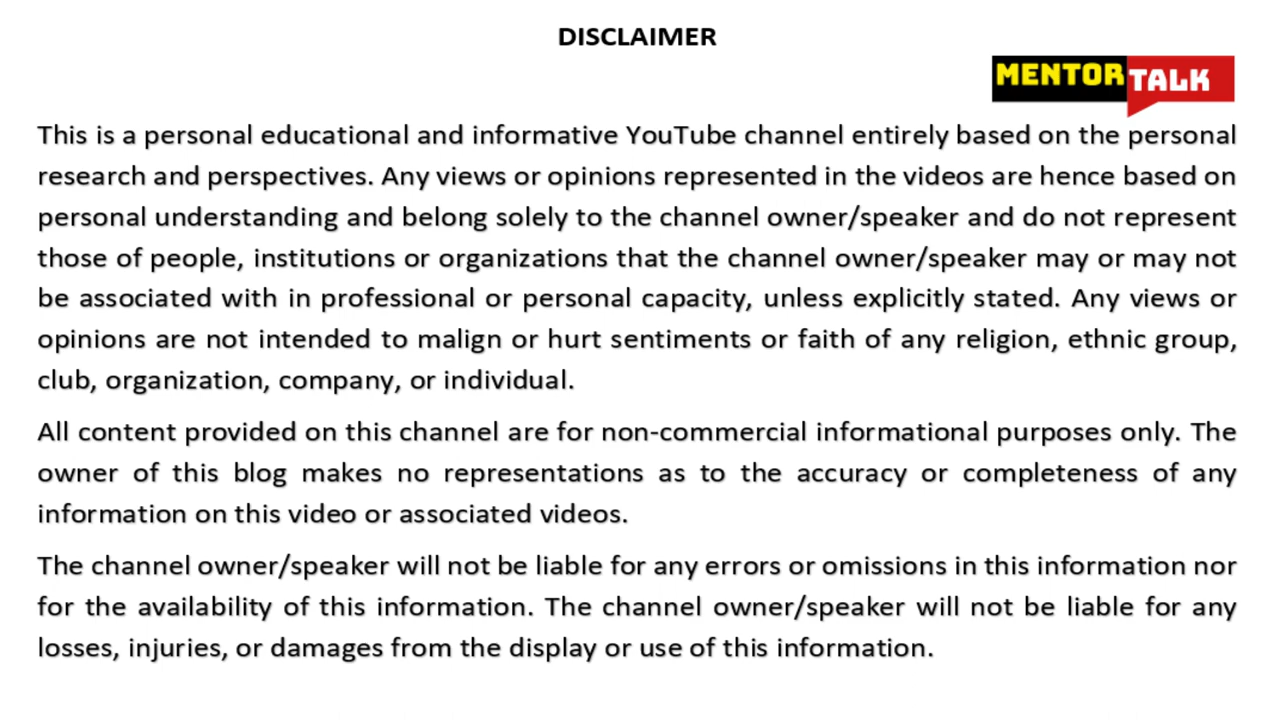 DISCLAIMER
MENTOR TALK
This is a personal educational and informative YouTube channel entirely based on the personal
research and perspectives. Any views or opinions represented in the videos are hence based on
personal understanding and belong solely to the channel owner/speaker and do not represent
those of people, institutions or organizations that the channel owner/speaker may or may not
be associated with in professional or personal capacity, unless explicitly stated. Any views or
opinions are not intended to malign or hurt sentiments or faith of any religion, ethnic group,
club, organization, company, or individual.
All content provided on this channel are for non-commercial informational purposes only. The
owner of this blog makes no representations as to the accuracy or completeness of any
information on this video or associated videos.
The channel owner/speaker will not be liable for any errors or omissions in this information nor
for the availability of this information. The channel owner/speaker will not be liable for any
losses, injuries, or damages from the display or use of this information.